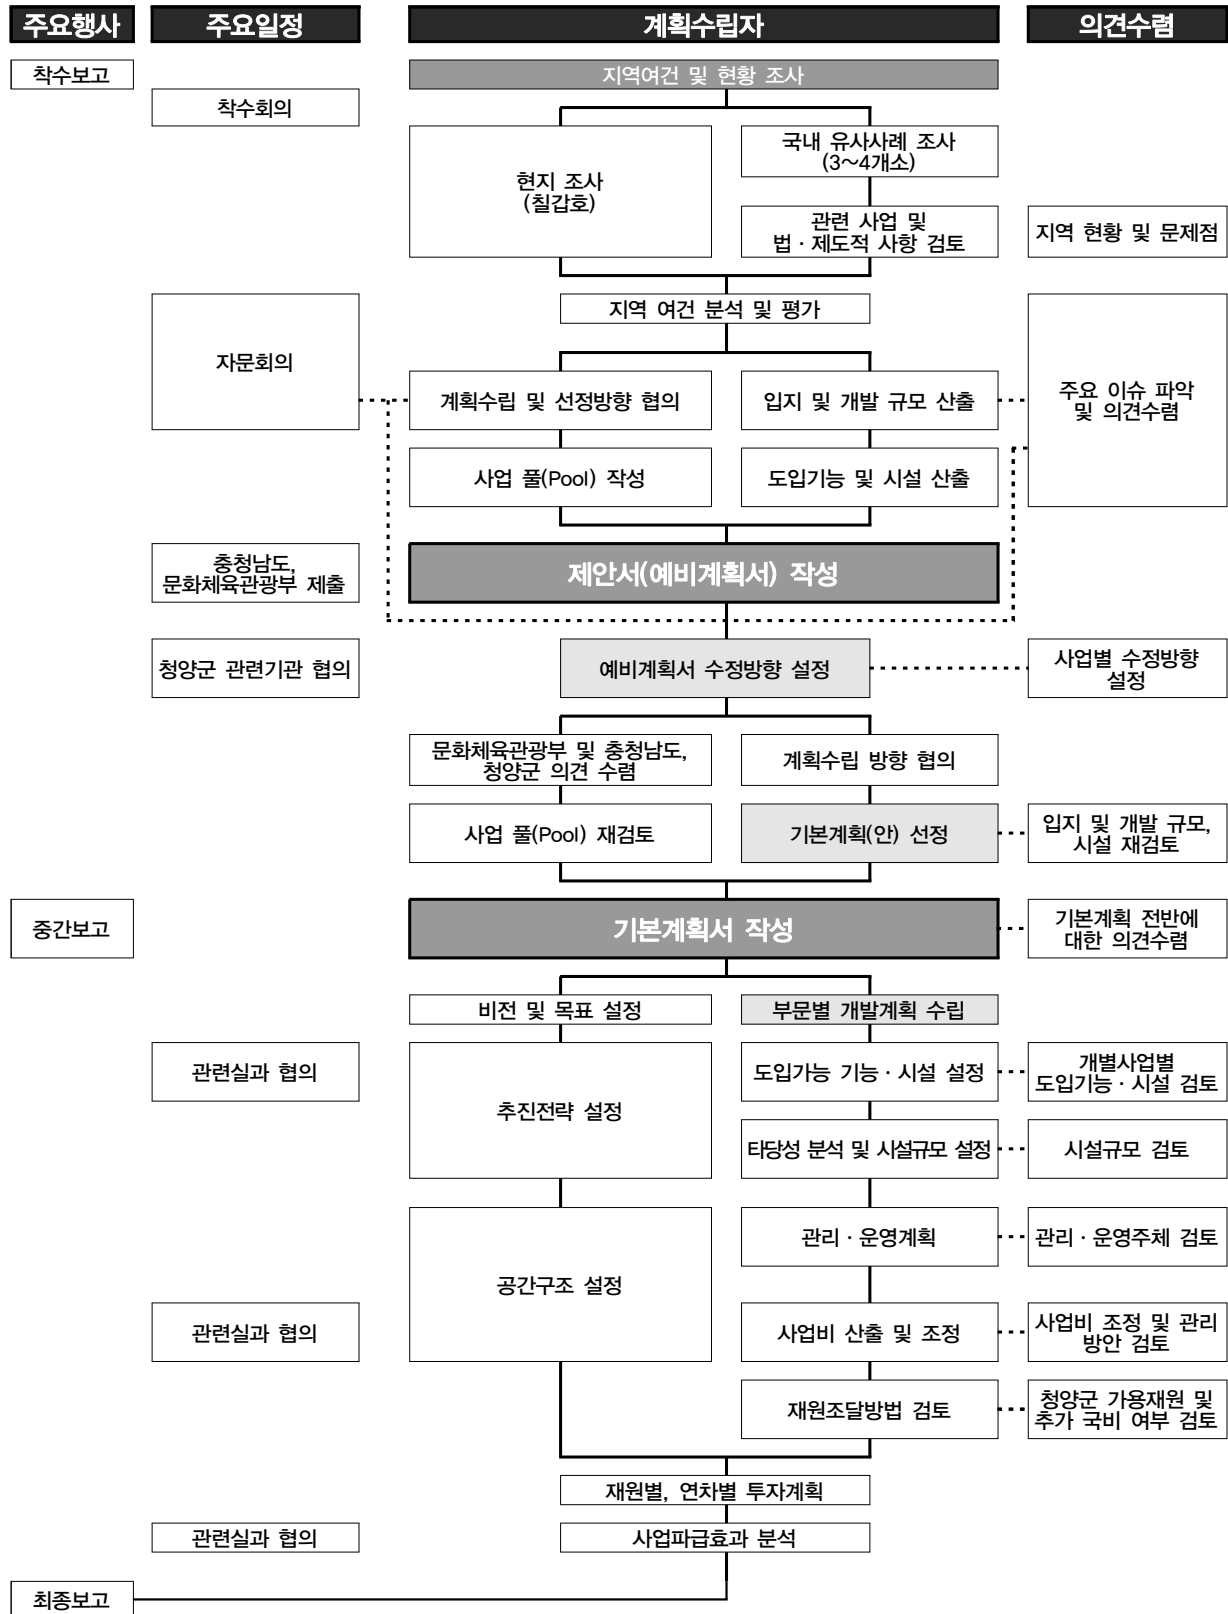 주요행사
주요일정
계획수립자
의견수렴
착수보고
지역여건 및 현황 조사
착수회의
현지 조사
(칠갑호)
국내 유사사례 조사
(3~4개소)
관련 사업 및
법·제도적 사항 검토
지역 현황 및 문제점
지역 여건 분석 및 평가
자문회의
계획수립 및 선정방향 협의
입지 및 개발 규모 산출
주요 이슈 파악
및 의견수렴
사업 풀(Pool) 작성
도입기능 및 시설 산출
충청남도,
문화체육관광부 제출
제안서(예비계획서) 작성
청양군 관련기관 협의
예비계획서 수정방향 설정
사업별 수정방향
설정
문화체육관광부 및 충청남도,
청양군 의견 수렴
계획수립 방향 협의
사업 풀(Pool) 재검토
기본계획(안) 선정
입지 및 개발 규모,
시설 재검토
중간보고
기본계획서 작성
기본계획 전반에
대한 의견수렴
비전 및 목표 설정
부문별 개발계획 수립
관련실과 협의
추진전략 설정
도입가능 기능·시설 설정
개별사업별
도입기능·시설 검토
타당성 분석 및 시설규모 설정
시설규모 검토
공간구조 설정
관리·운영계획
관리·운영주체 검토
관련실과 협의
사업비 산출 및 조정
사업비 조정 및 관리
방안 검토
재원조달방법 검토
청양군 가용재원 및
추가 국비 여부 검토
재원별, 연차별 투자계획
관련실과 협의
사업파급효과 분석
최종보고